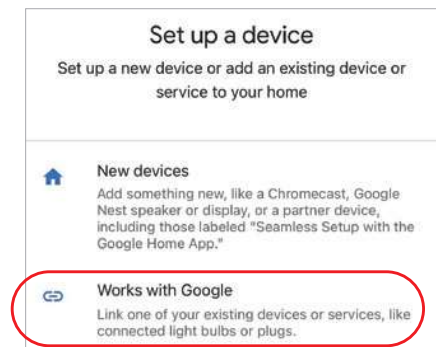 Set up a device
Set up a new device or add an existing device or
service to your home
New devices
Add something new, like a Chromecast, Google
Nest speaker or display, or a partner device,
including those labeled "Seamless Setup with the
Google Home App."
Works with Google
Link one of your existing devices or services, like
connected light bulbs or plugs.